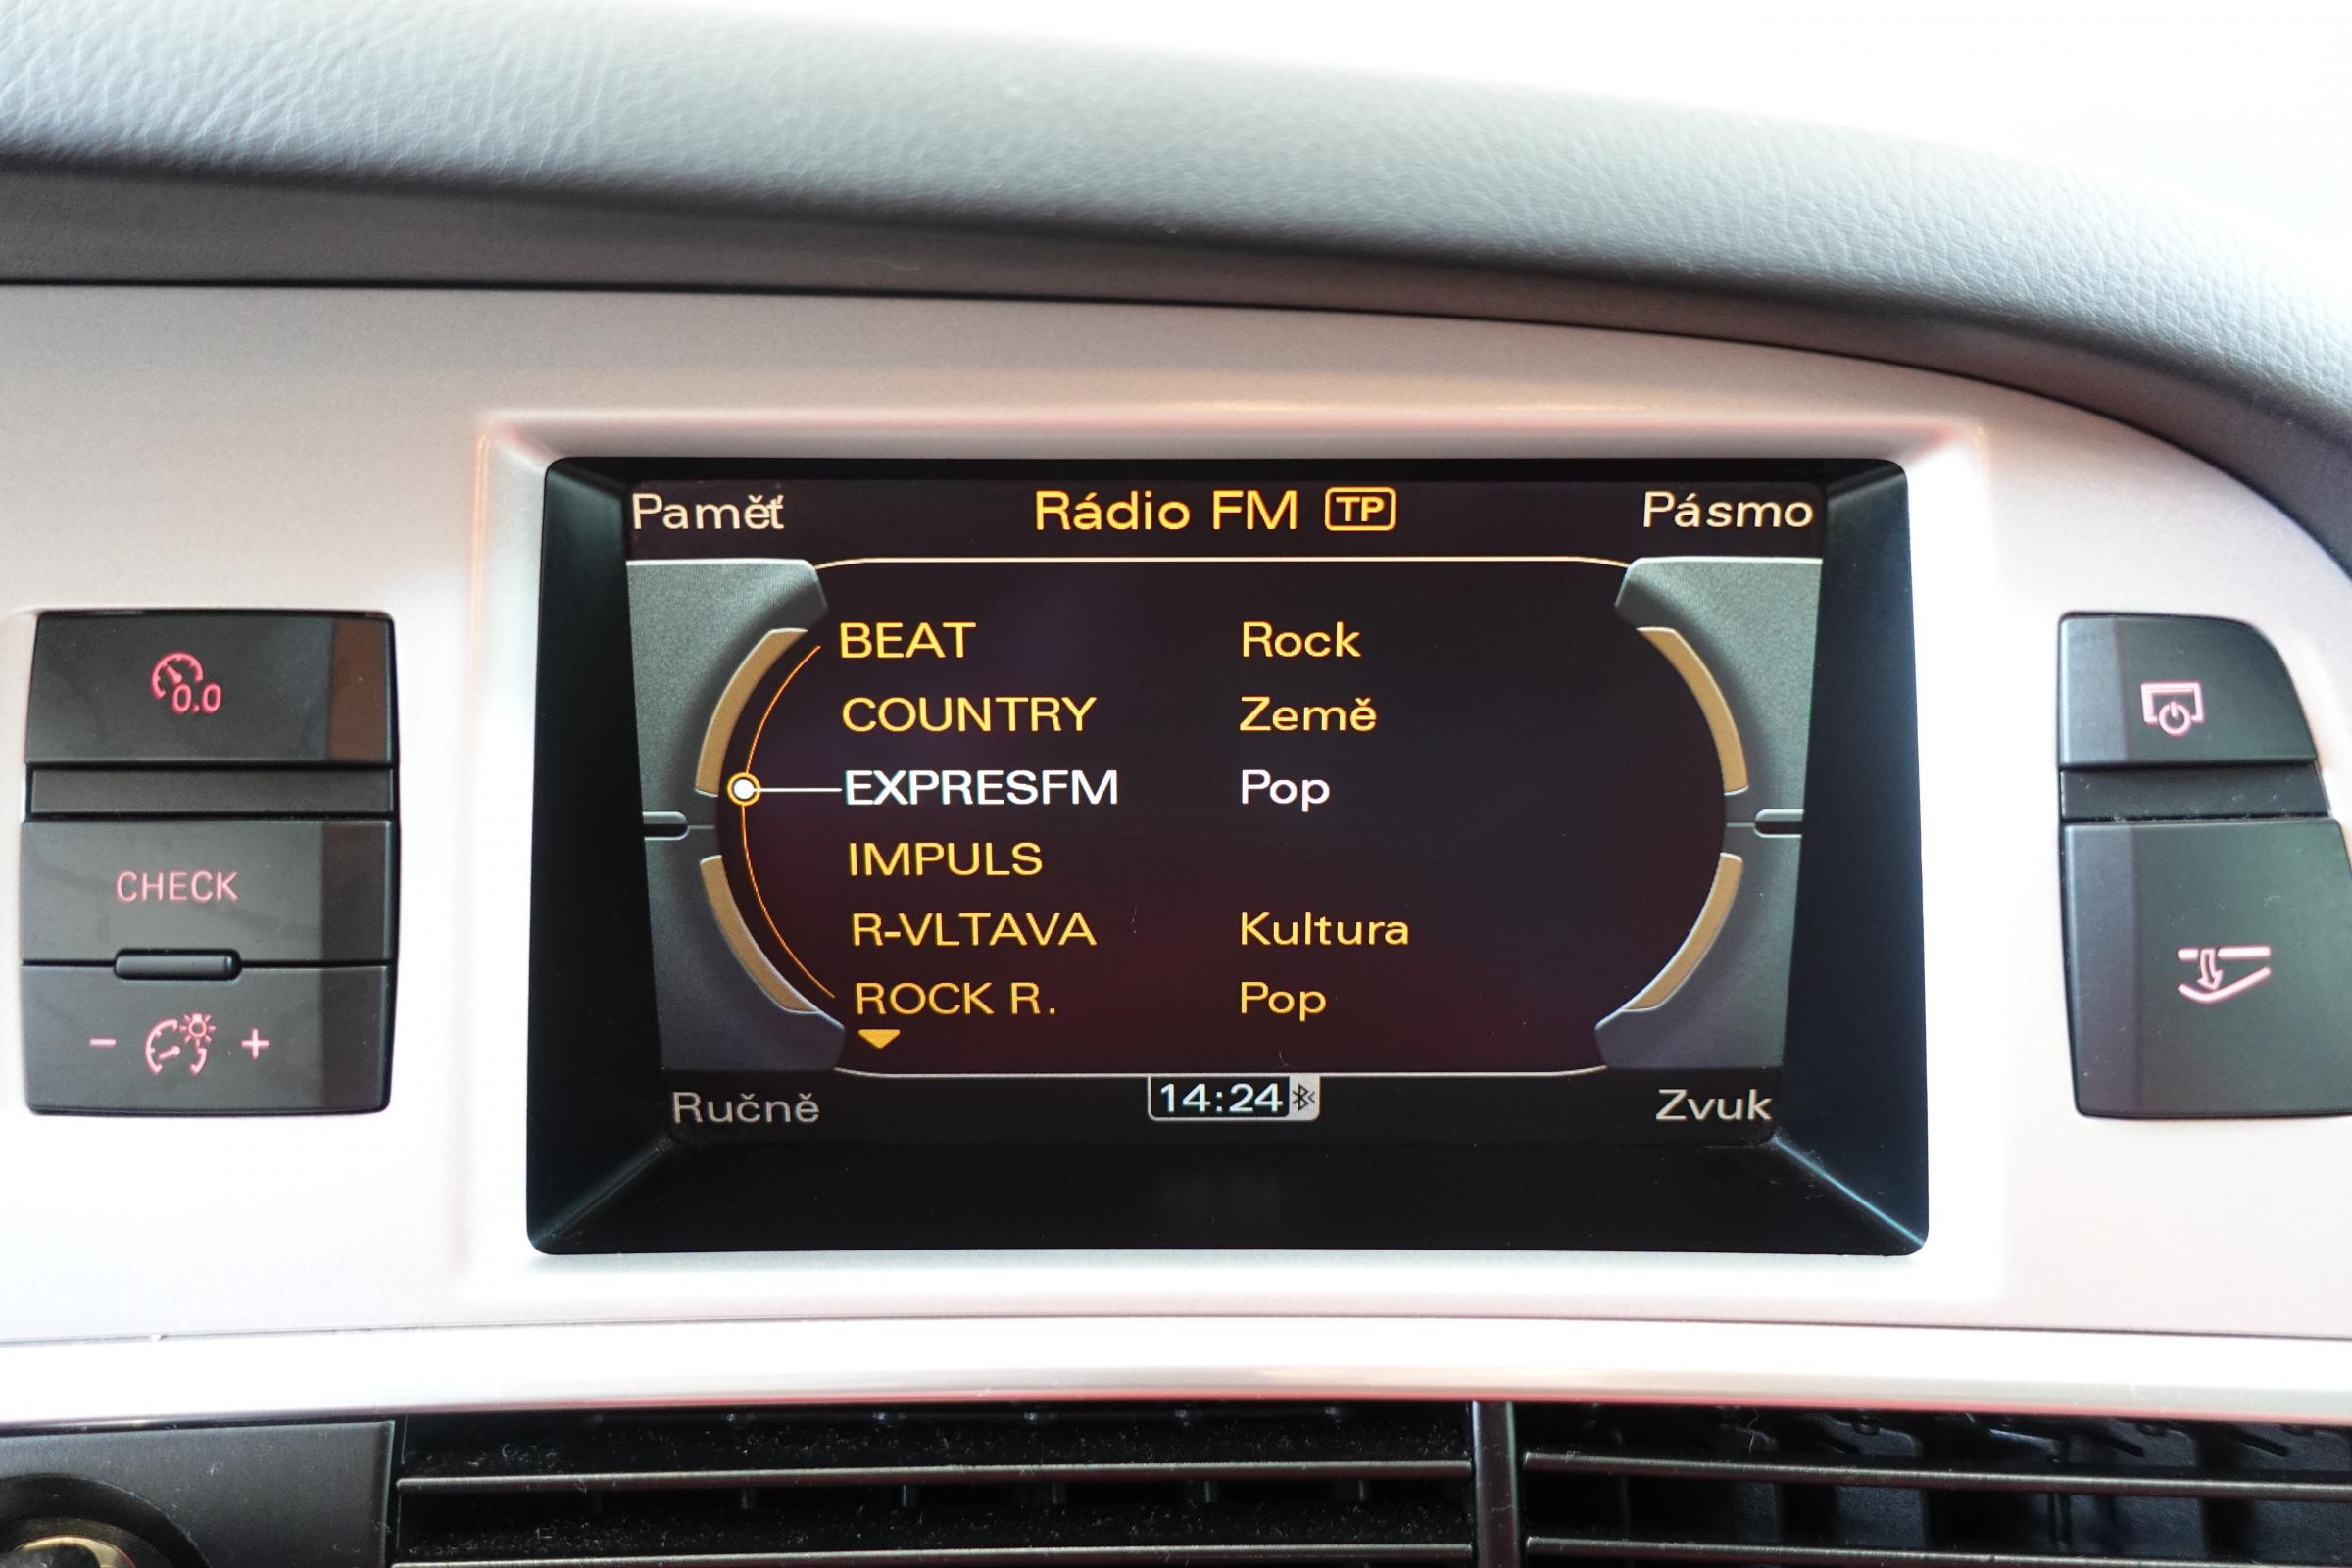 Paměť Rádio FM TP Pásmo
BEAT Rock
COUNTRY Země
EXPRESFM Pop
IMPULS
R-VLTAVA Kultura
ROCK R. Pop
Ručně 14:24 Zvuk
0.0
CHECK
- +